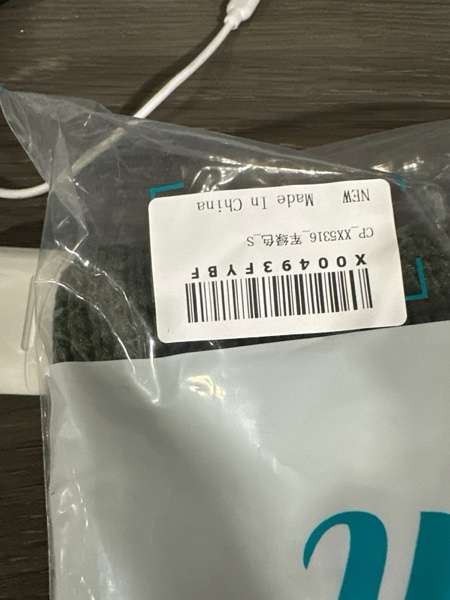 X00493FYBF
CP_XX5316_军绿色_S
NEW Made In China